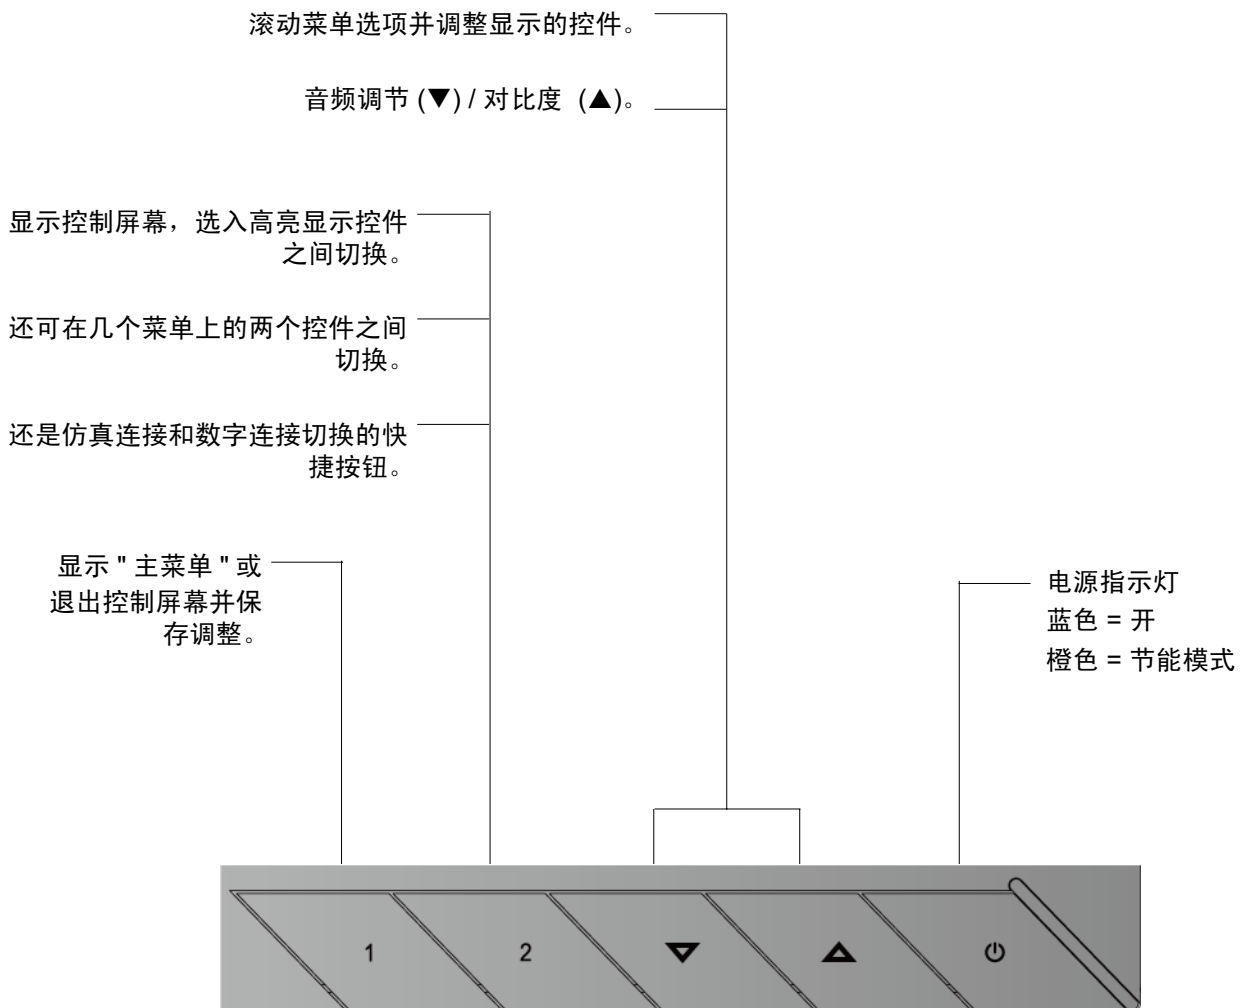 滚动菜单选项并调整显示的控件。
音频调节 (▼) / 对比度 (▲)。
显示控制屏幕，选入高亮显示控件
之间切换。
还可在几个菜单上的两个控件之间
切换。
还是仿真连接和数字连接切换的快
捷按钮。
显示 " 主菜单 " 或
退出控制屏幕并保
存调整。
电源指示灯
蓝色 = 开
橙色 = 节能模式
1 2